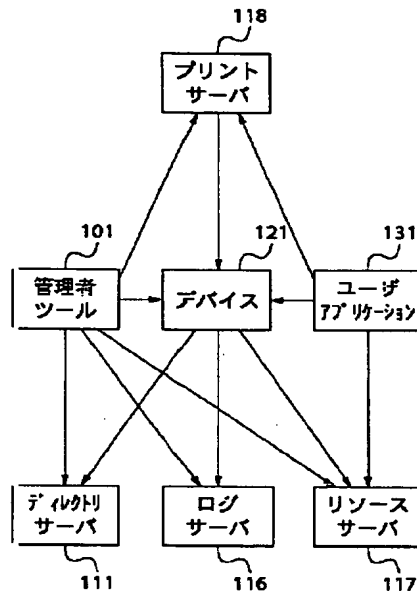 118
プリント
サーバ
101
管理者
ツール
121
デバイス
131
ユーザ
アプリケーション
ディレクトリ
サーバ
111
ログ
サーバ
116
リソース
サーバ
117